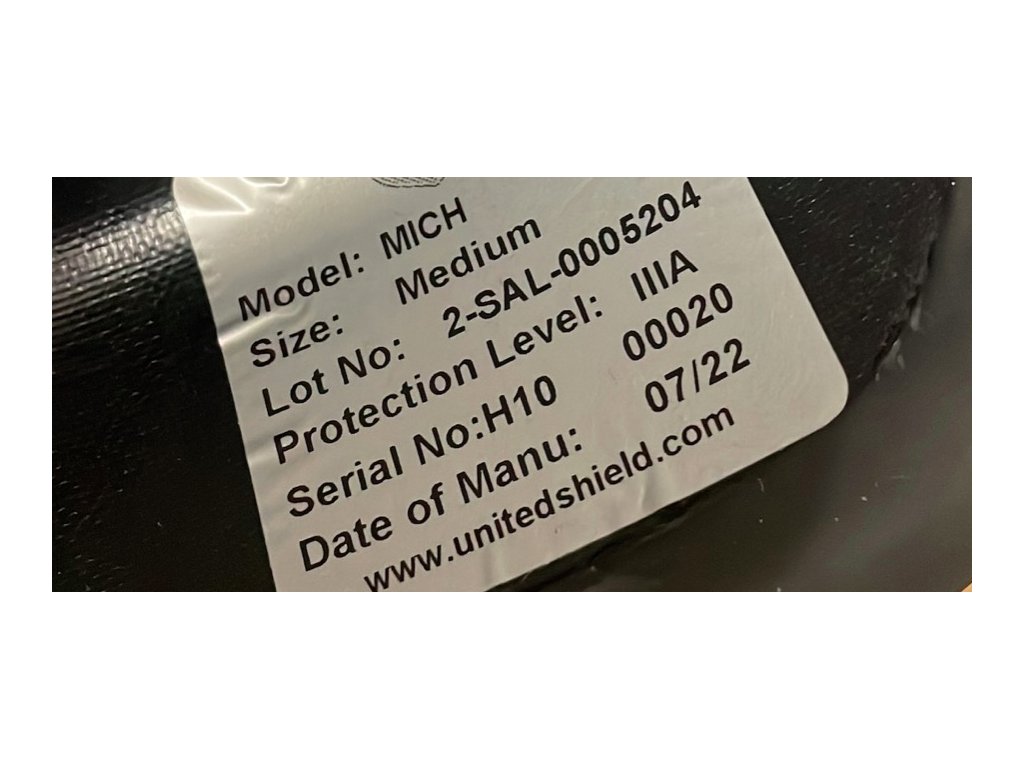 Model: MICH
Size: Medium
Lot No: 2-SAL-0005204
Protection Level: IIIA
Serial No:H10 00020
Date of Manu: 07/22
www.unitedshield.com